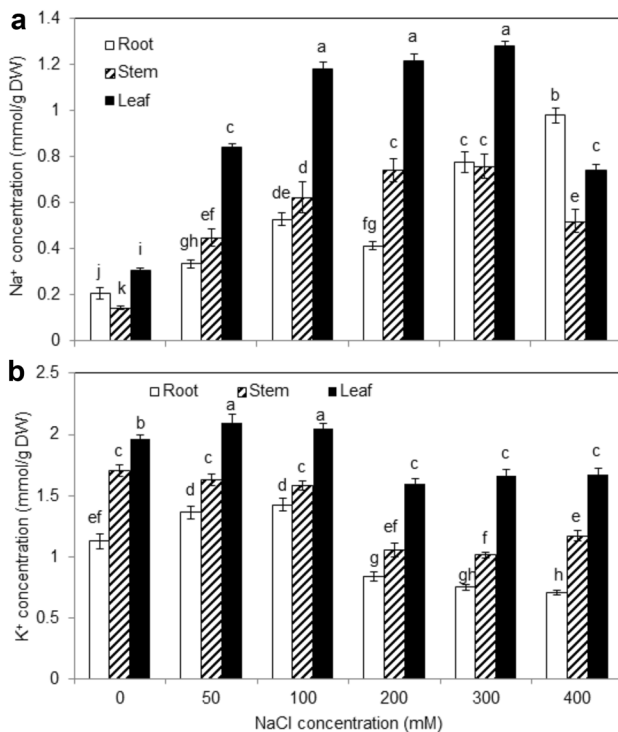 a
Na⁺ concentration (mmol/g DW)
1.4
1.2
1
0.8
0.6
0.4
0.2
0
Root
Stem
Leaf
j k i
gh ef c
de d a
fg c a
c c a
b e c
b
K⁺ concentration (mmol/g DW)
2.5
2
1.5
1
0.5
0
Root Stem Leaf
ef c b
d c a
d c a
g ef c
gh f c
h e c
0 50 100 200 300 400
NaCl concentration (mM)